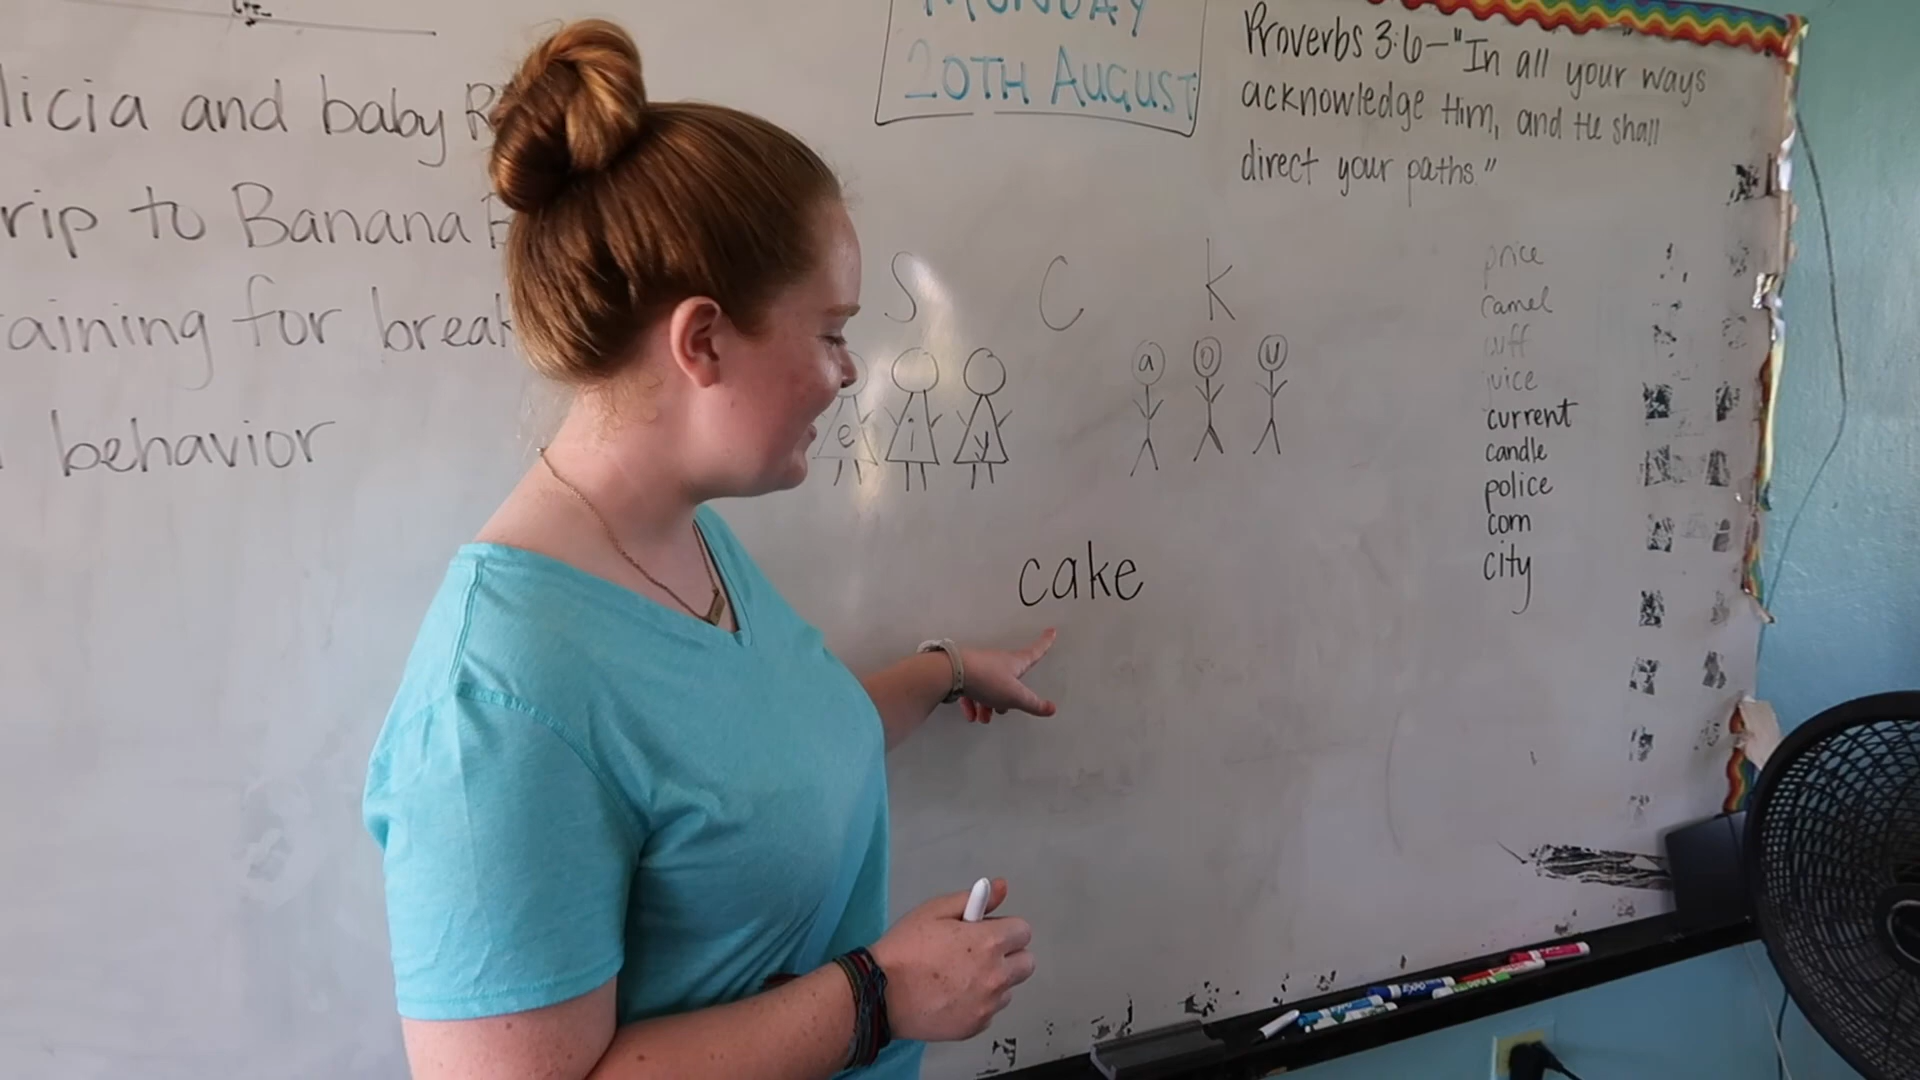 licia and baby R
rip to Banana
aining for break
behavior
MONDAY
20TH AUGUST
Proverbs 3:6-"In all your ways
acknowledge Him, and He shall
direct your paths."
S C K
e i y
a o u
cake
price
camel
cuff
juice
current
candle
police
corn
city